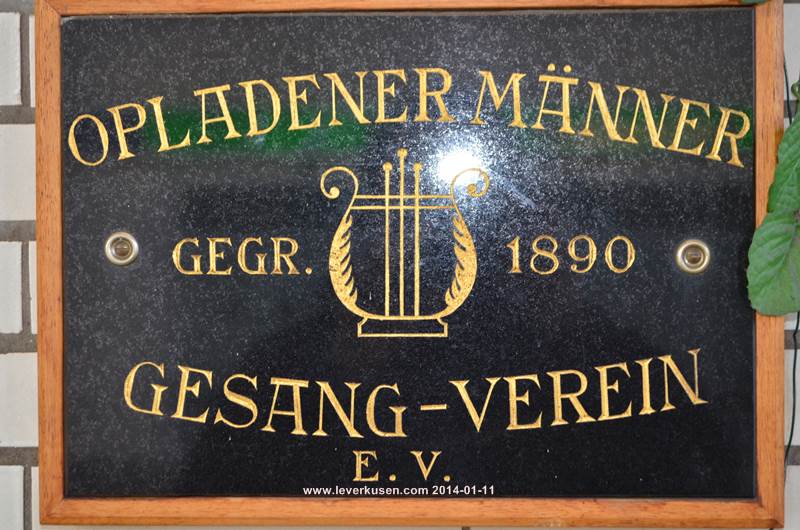 OPLADENER MÄNNER
GEGR. 1890
GESANG-VEREIN
E. V.
www.leverkusen.com 2014-01-11